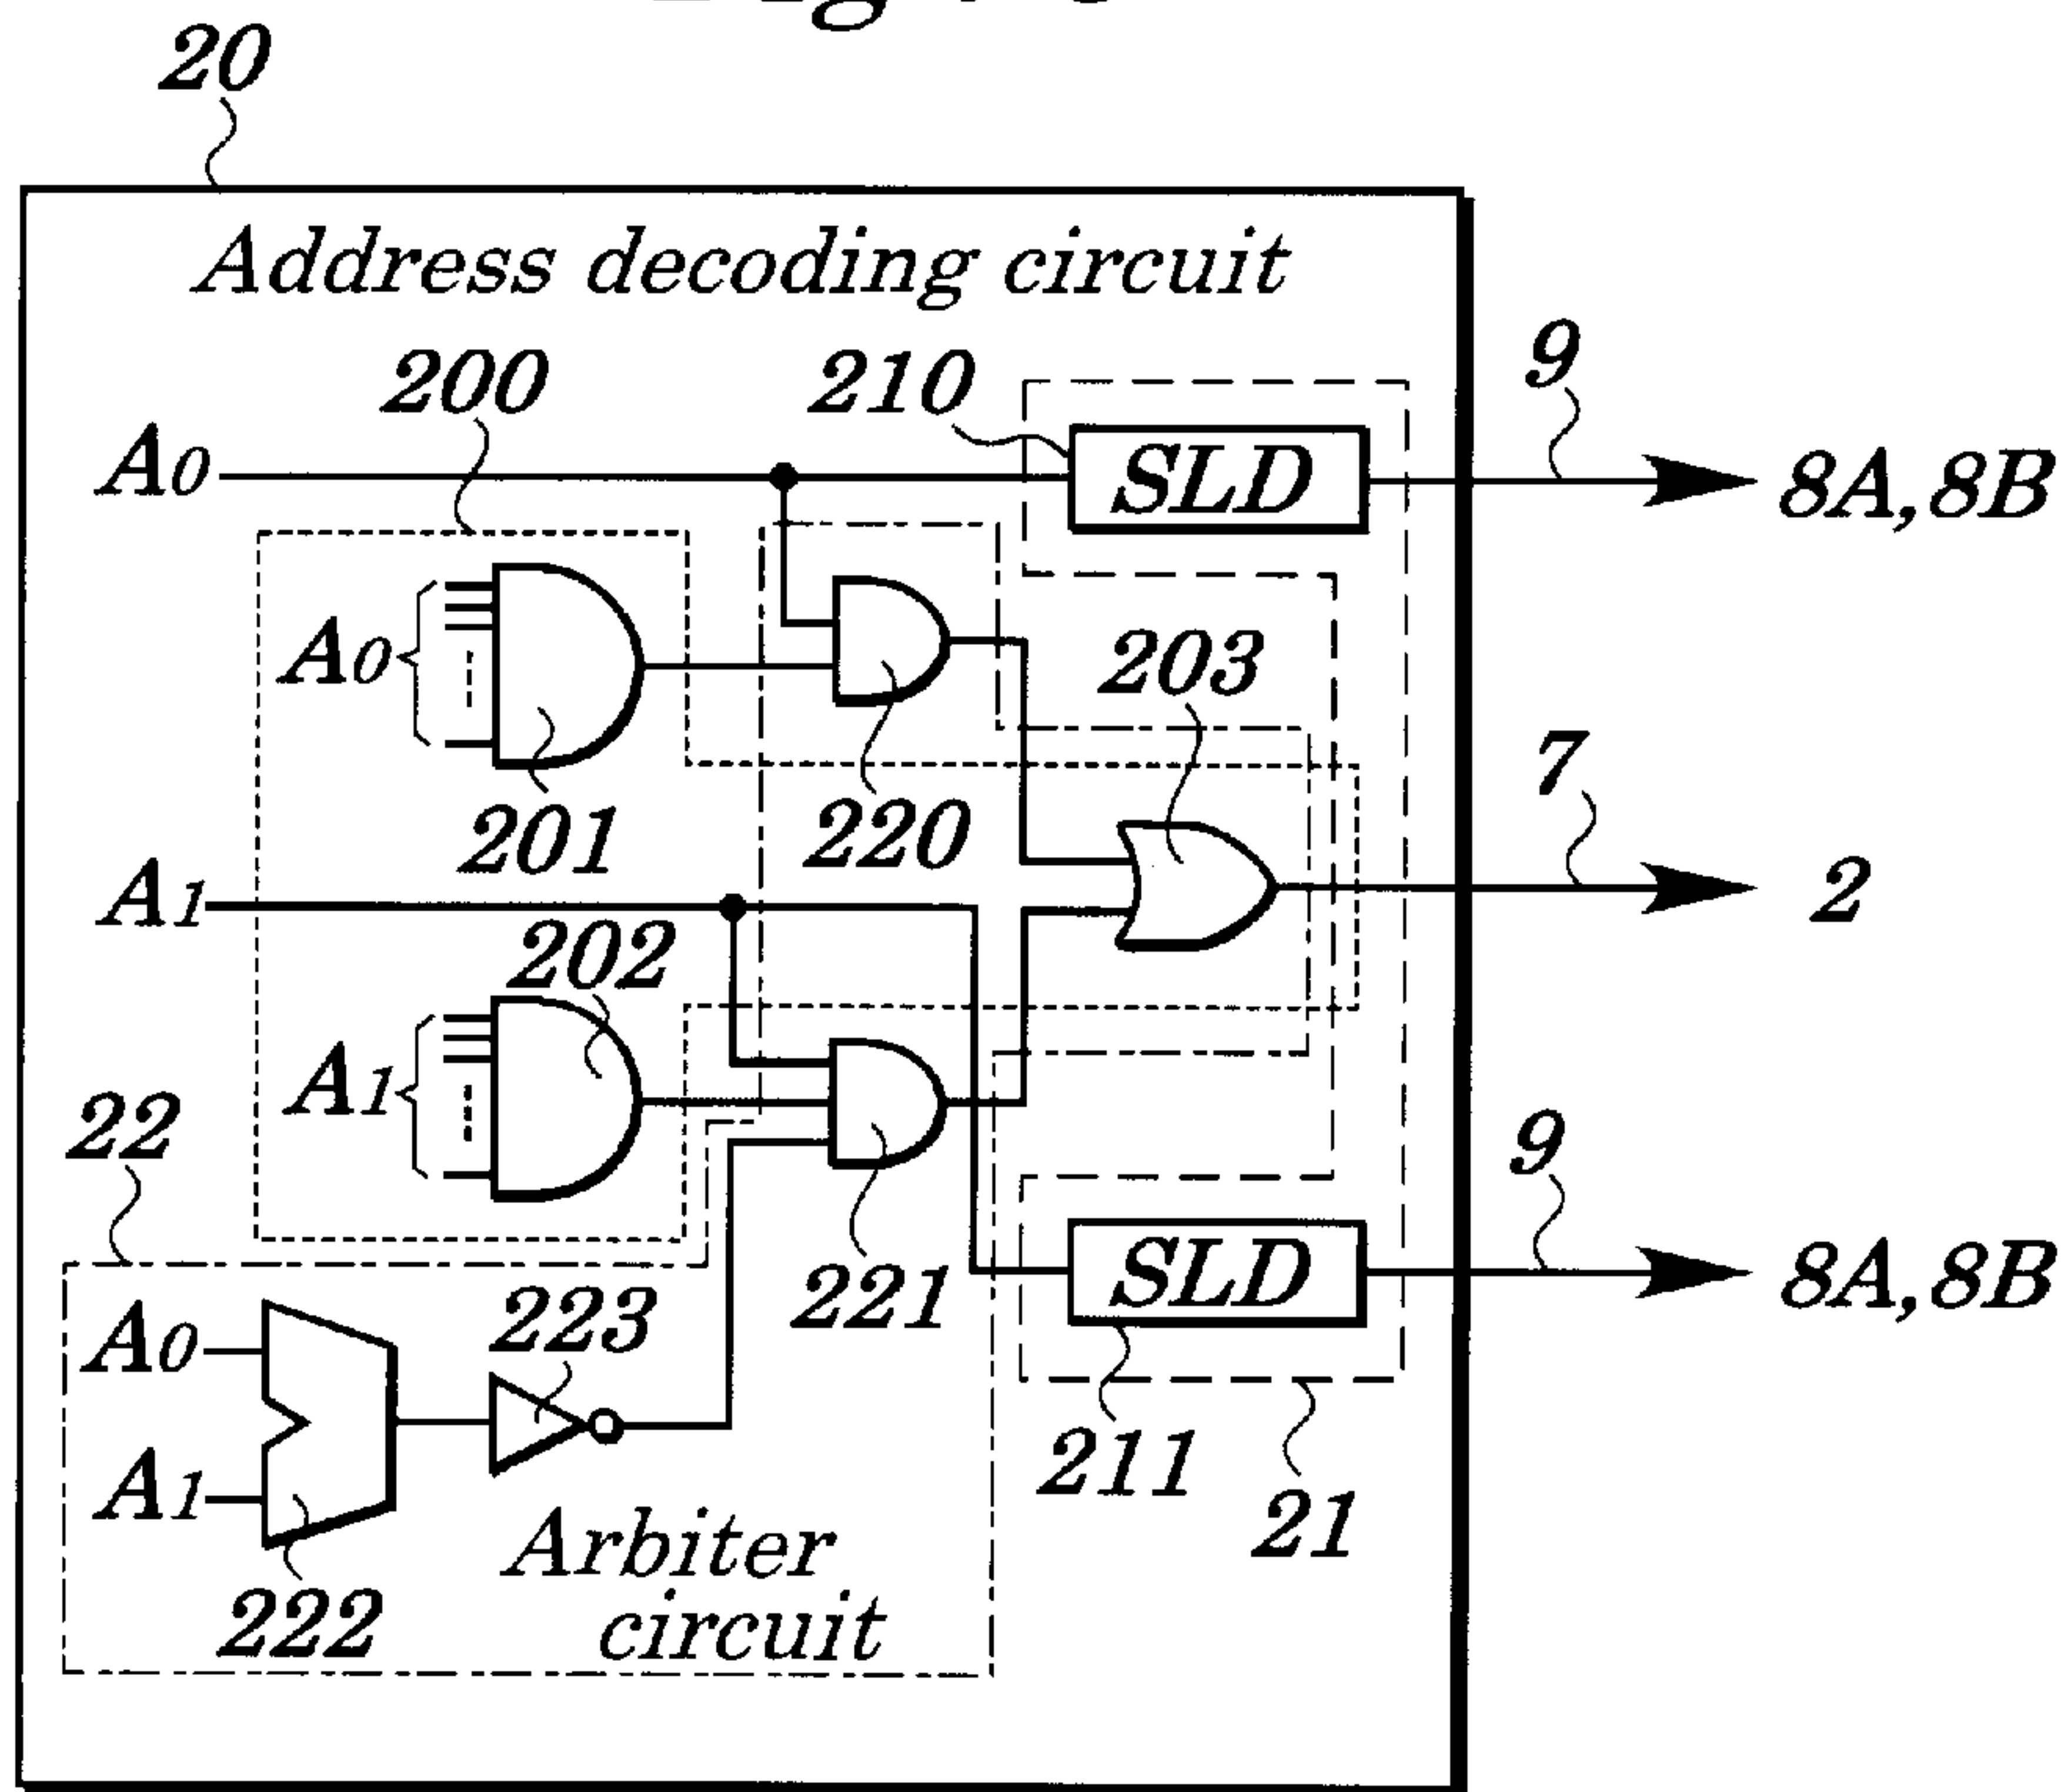 20
Address decoding circuit
200
210
9
A0
SLD
8A, 8B
A0
203
201
220
7
A1
2
202
A1
22
9
221
SLD
8A, 8B
223
A0
211
A1
21
Arbiter
circuit
222